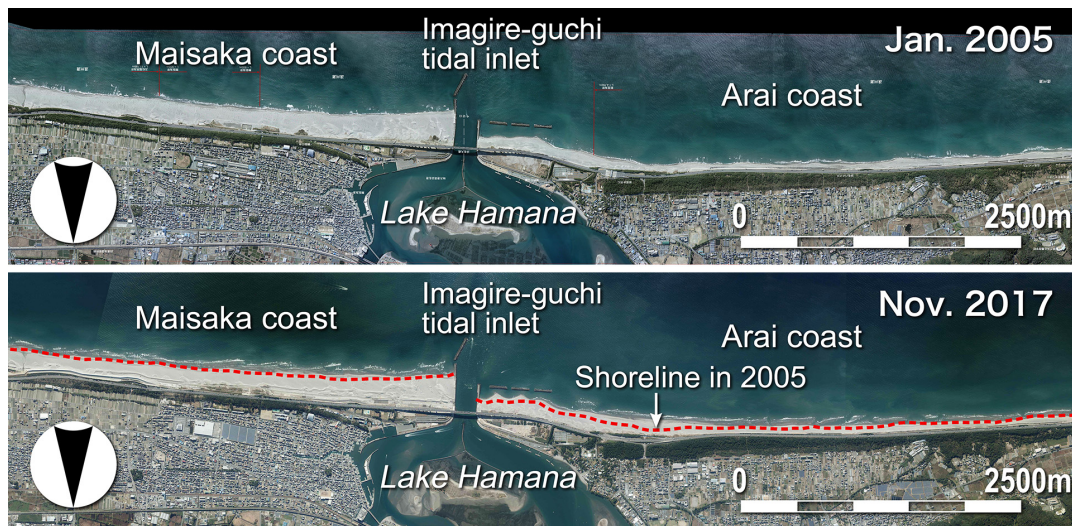 Imagire-guchi
tidal inlet
Jan. 2005
Maisaka coast
Arai coast
Lake Hamana
0
2500m
Imagire-guchi
tidal inlet
Nov. 2017
Maisaka coast
Arai coast
Shoreline in 2005
Lake Hamana
0
2500m